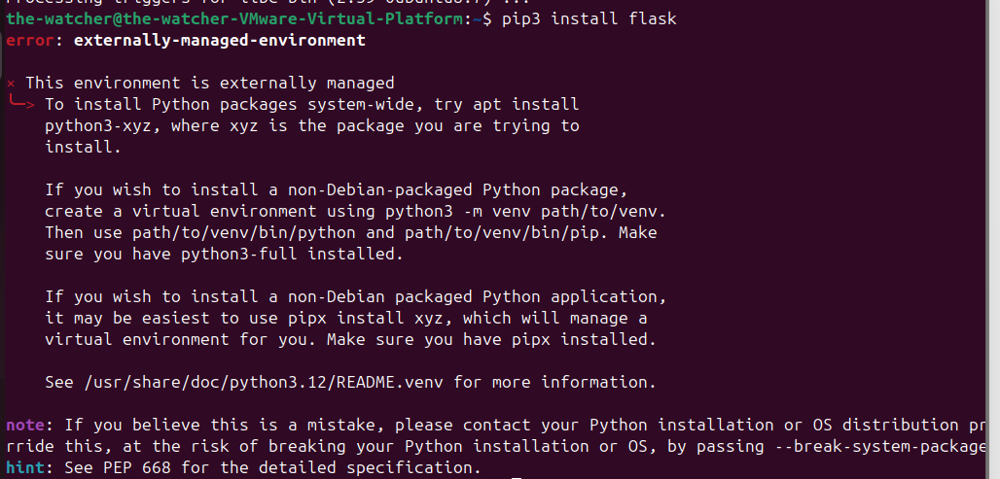 the-watcher@the-watcher-VMware-Virtual-Platform:~$ pip3 install flask
error: externally-managed-environment
× This environment is externally managed
╰─> To install Python packages system-wide, try apt install
python3-xyz, where xyz is the package you are trying to
install.
If you wish to install a non-Debian-packaged Python package,
create a virtual environment using python3 -m venv path/to/venv.
Then use path/to/venv/bin/python and path/to/venv/bin/pip. Make
sure you have python3-full installed.
If you wish to install a non-Debian packaged Python application,
it may be easiest to use pipx install xyz, which will manage a
virtual environment for you. Make sure you have pipx installed.
See /usr/share/doc/python3.12/README.venv for more information.
note: If you believe this is a mistake, please contact your Python installation or OS distribution pr
rride this, at the risk of breaking your Python installation or OS, by passing --break-system-package
hint: See PEP 668 for the detailed specification.